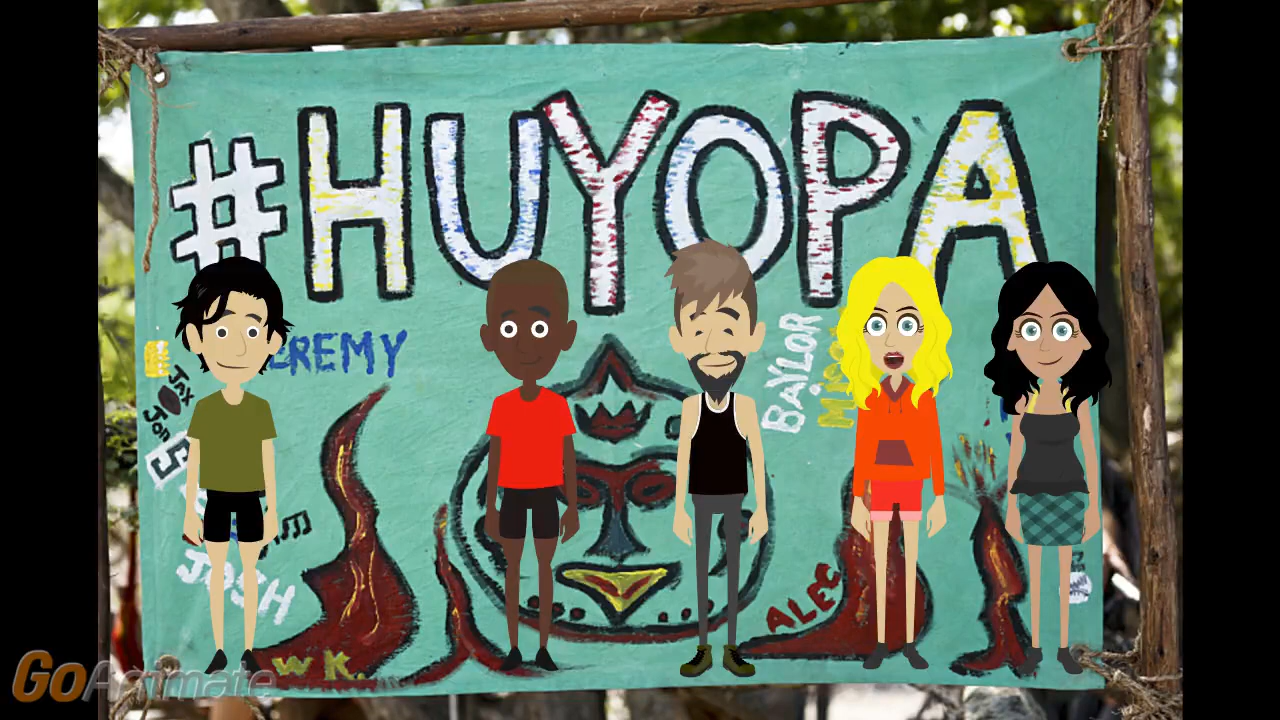 #HUYOPA
EREMY
BAYLOR
JAX
Jon
JOSH
ALEC
W K.
GoAnimate